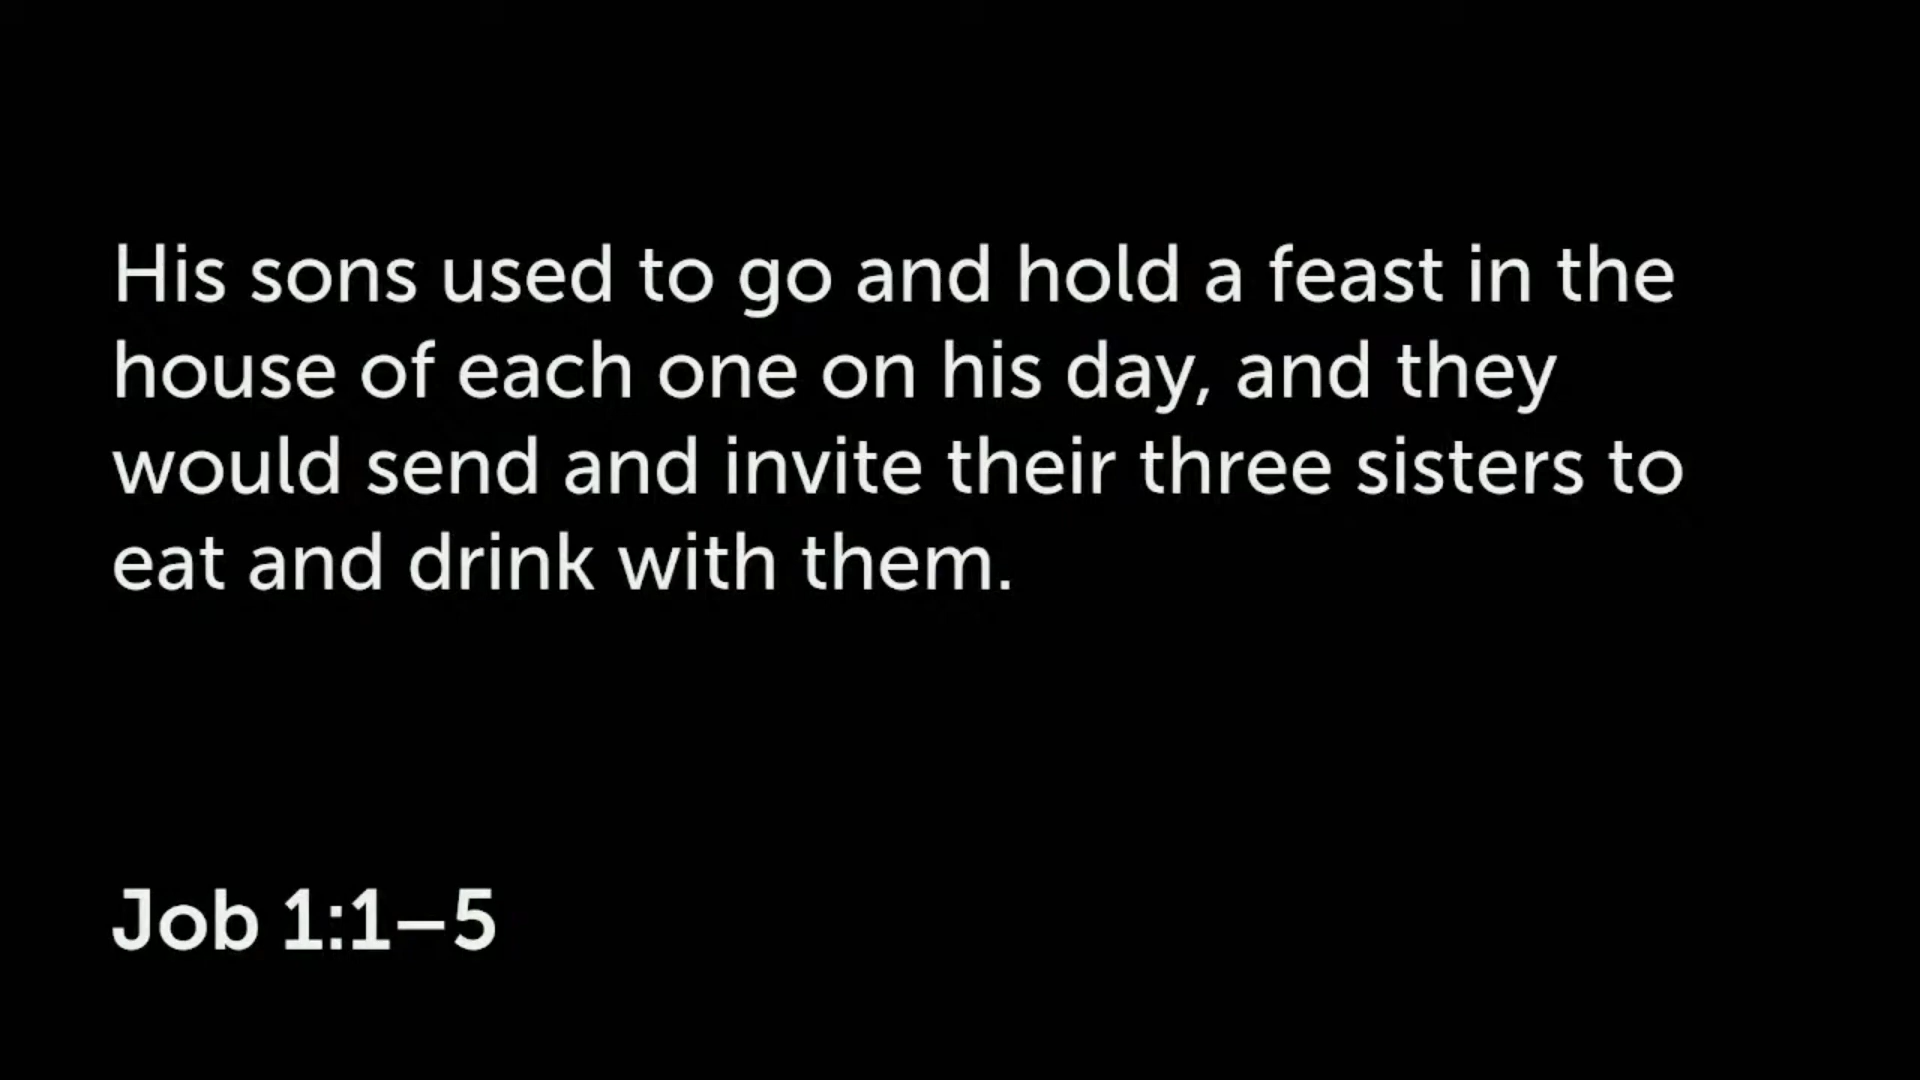 His sons used to go and hold a feast in the
house of each one on his day, and they
would send and invite their three sisters to
eat and drink with them.
Job 1:1–5